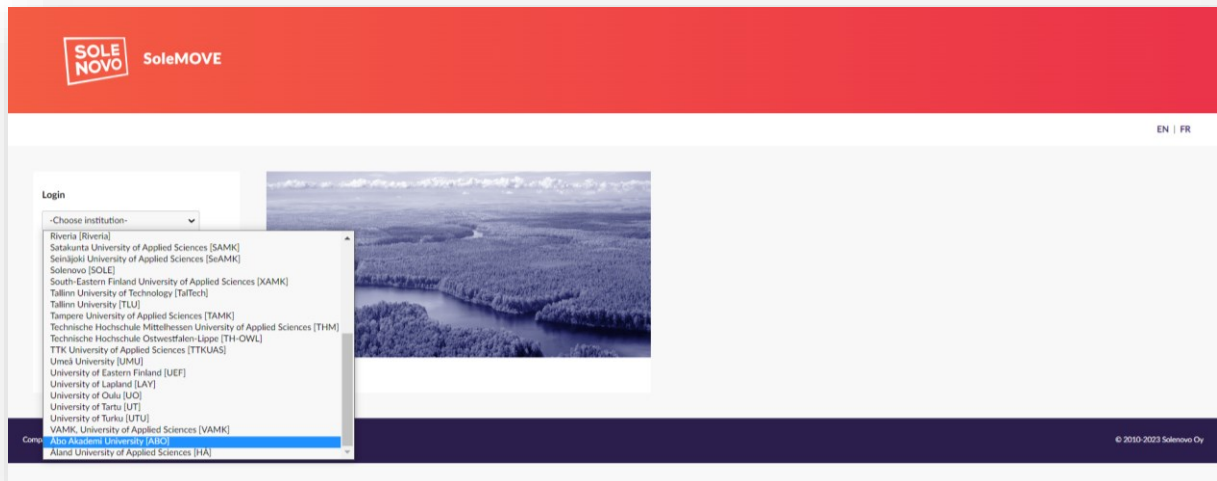 SOLE
NOVO
SoleMOVE
EN | FR
Login
-Choose institution-
Riveria [Riveria]
Satakunta University of Applied Sciences [SAMK]
Seinäjoki University of Applied Sciences [SeAMK]
Solenovo [SOLE]
South-Eastern Finland University of Applied Sciences [XAMK]
Tallinn University of Technology [TalTech]
Tallinn University [TLU]
Tampere University of Applied Sciences [TAMK]
Technische Hochschule Mittelhessen University of Applied Sciences [THM]
Technische Hochschule Ostwestfalen-Lippe [TH-OWL]
TTK University of Applied Sciences [TTKUAS]
Umeå University [UMU]
University of Eastern Finland [UEF]
University of Lapland [LAY]
University of Oulu [UO]
University of Tartu [UT]
University of Turku [UTU]
VAMK, University of Applied Sciences [VAMK]
Åbo Akademi University [ABO]
Åland University of Applied Sciences [HÅ]
© 2010-2023 Solenovo Oy